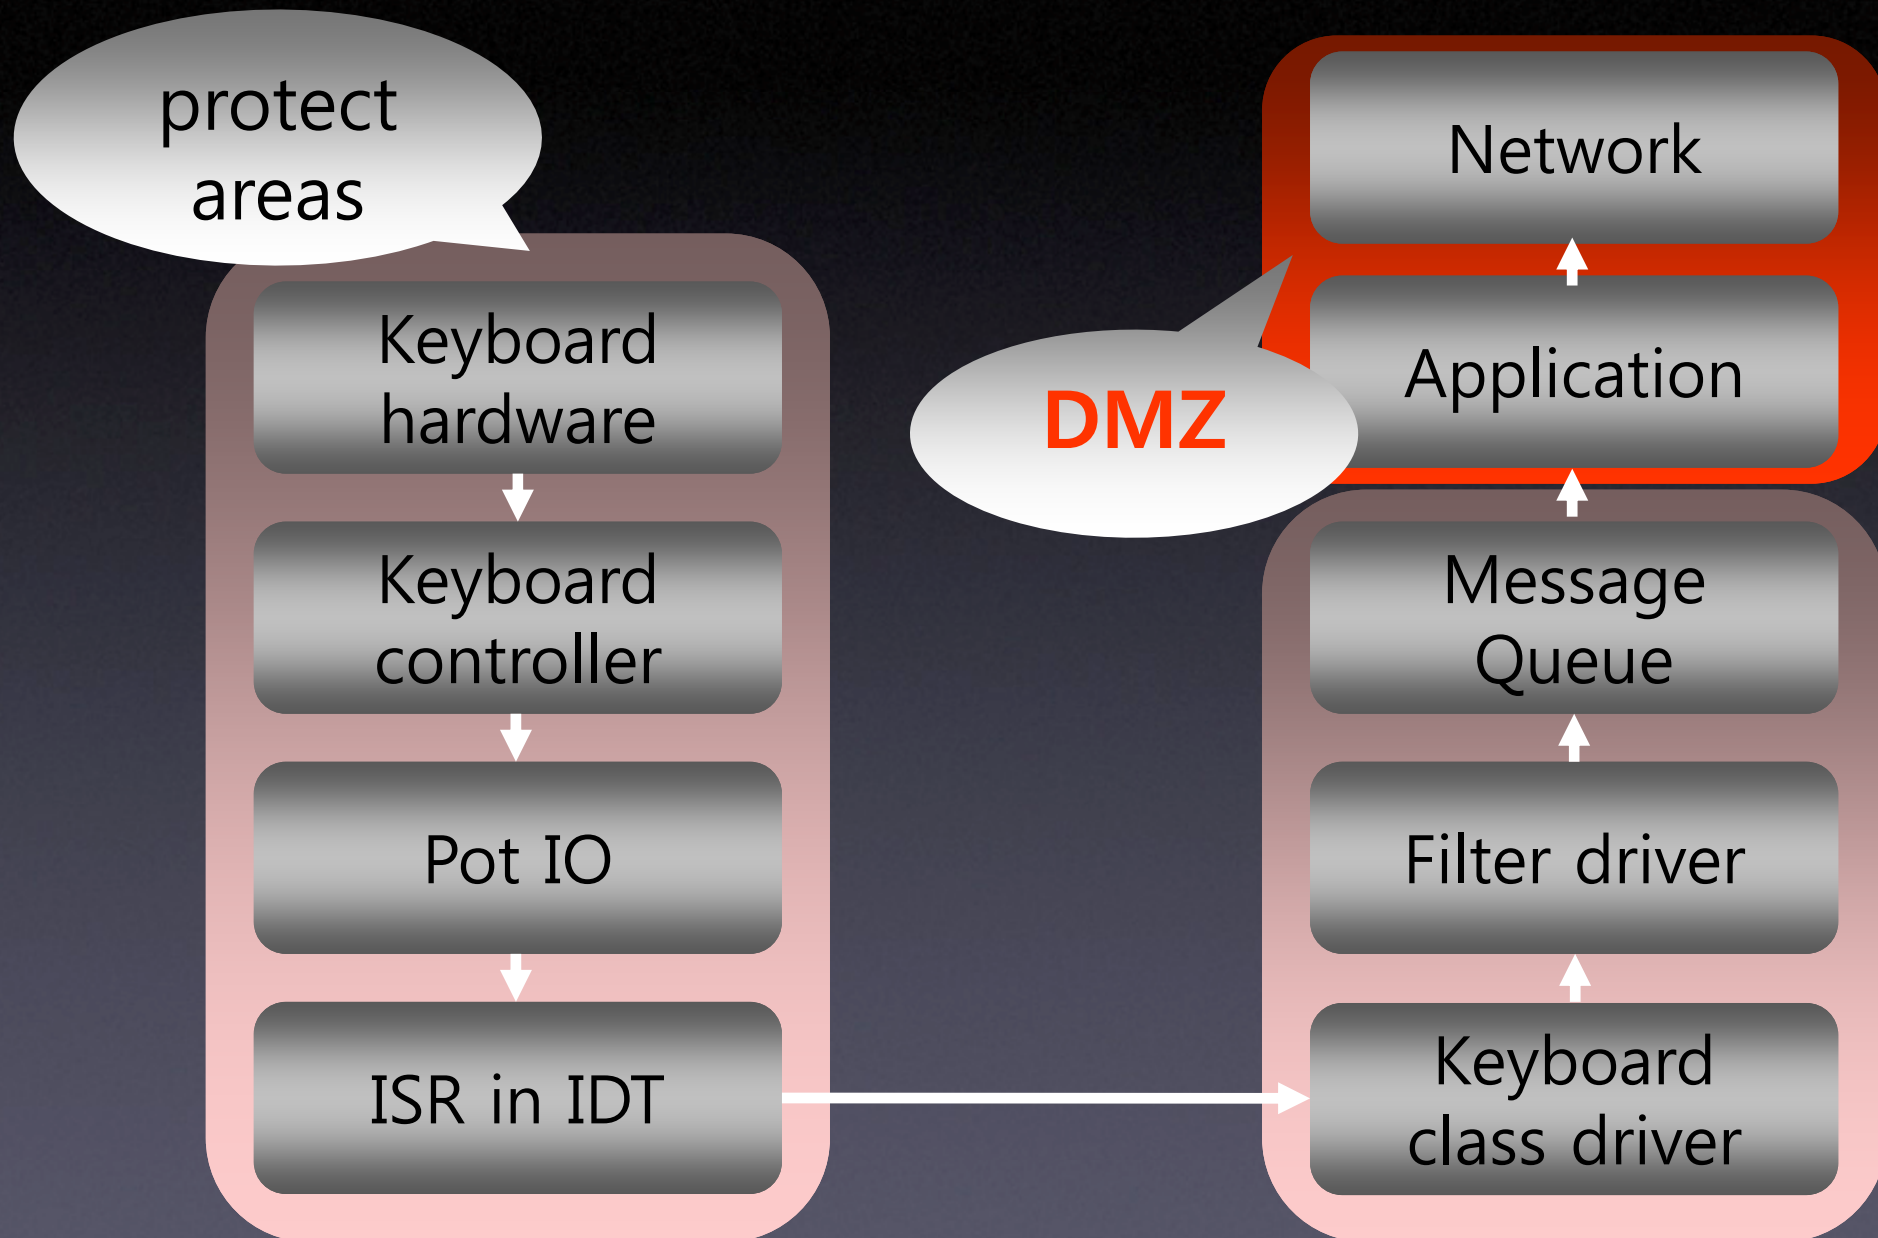 protect
areas
Keyboard
hardware
Keyboard
controller
Pot IO
ISR in IDT
DMZ
Network
Application
Message
Queue
Filter driver
Keyboard
class driver